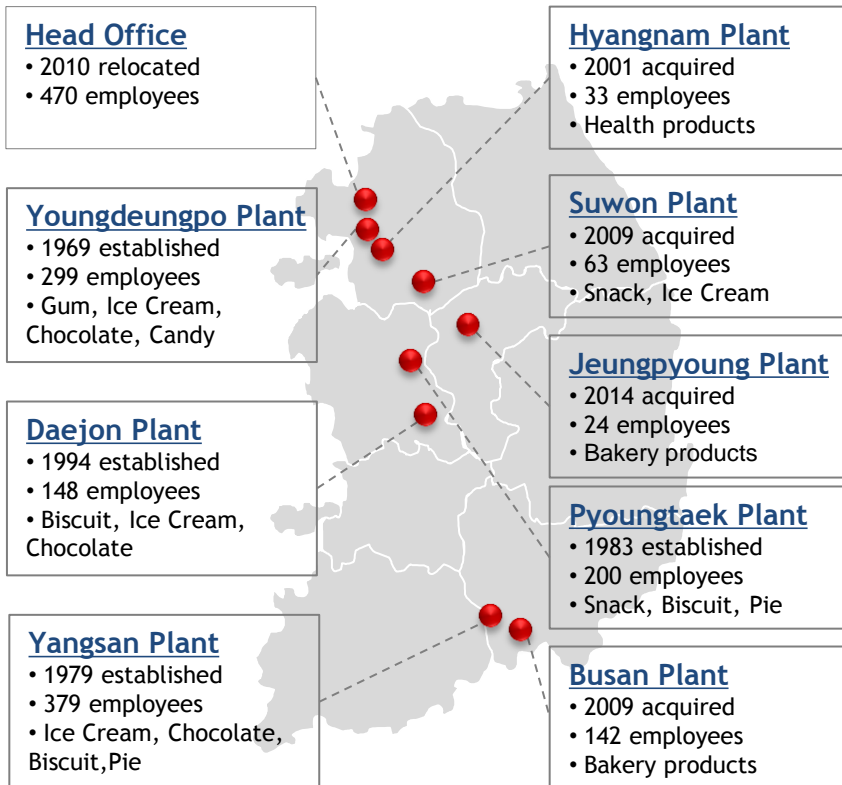 Head Office
• 2010 relocated
• 470 employees
Youngdeungpo Plant
• 1969 established
• 299 employees
• Gum, Ice Cream,
Chocolate, Candy
Daejon Plant
• 1994 established
• 148 employees
• Biscuit, Ice Cream,
Chocolate
Yangsan Plant
• 1979 established
• 379 employees
• Ice Cream, Chocolate,
Biscuit,Pie
Hyangnam Plant
• 2001 acquired
• 33 employees
• Health products
Suwon Plant
• 2009 acquired
• 63 employees
• Snack, Ice Cream
Jeungpyoung Plant
• 2014 acquired
• 24 employees
• Bakery products
Pyoungtaek Plant
• 1983 established
• 200 employees
• Snack, Biscuit, Pie
Busan Plant
• 2009 acquired
• 142 employees
• Bakery products